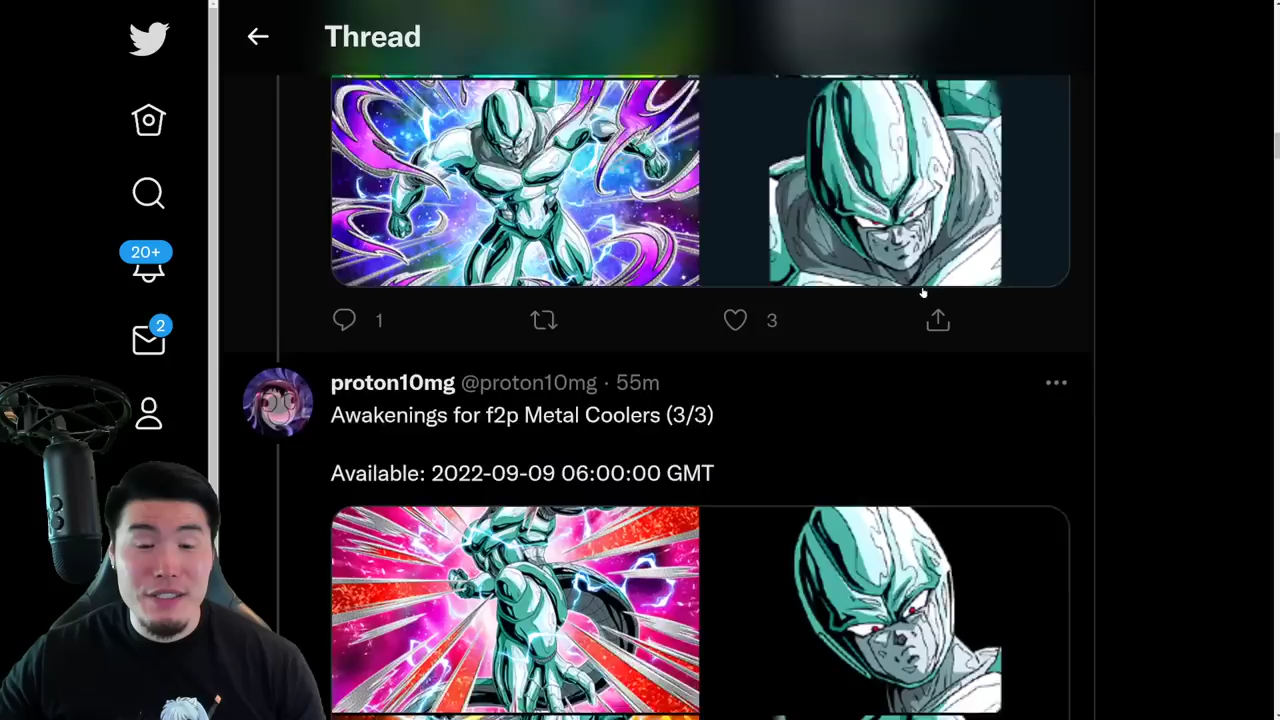 Thread
20+
2
1
3
proton10mg @proton10mg · 55m
Awakenings for f2p Metal Coolers (3/3)
Available: 2022-09-09 06:00:00 GMT